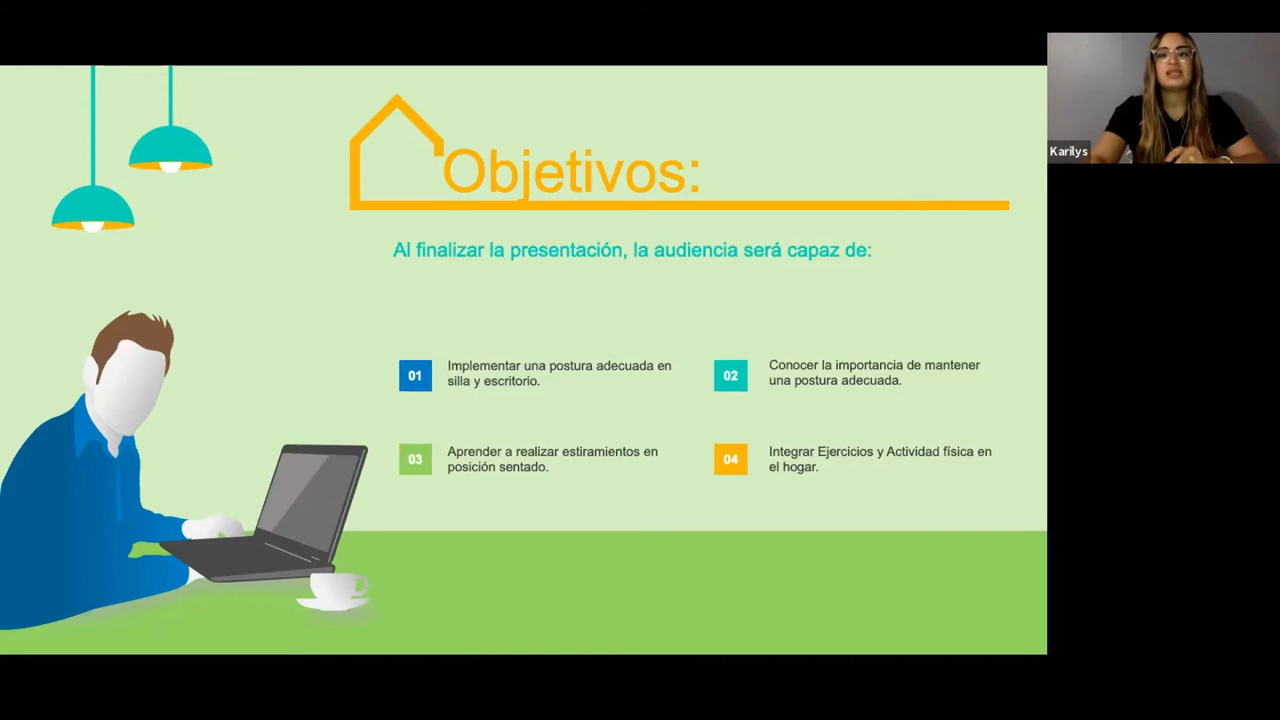 Objetivos:
Al finalizar la presentación, la audiencia será capaz de:
01
Implementar una postura adecuada en
silla y escritorio.
02
Conocer la importancia de mantener
una postura adecuada.
03
Aprender a realizar estiramientos en
posición sentado.
04
Integrar Ejercicios y Actividad física en
el hogar.
Karilys